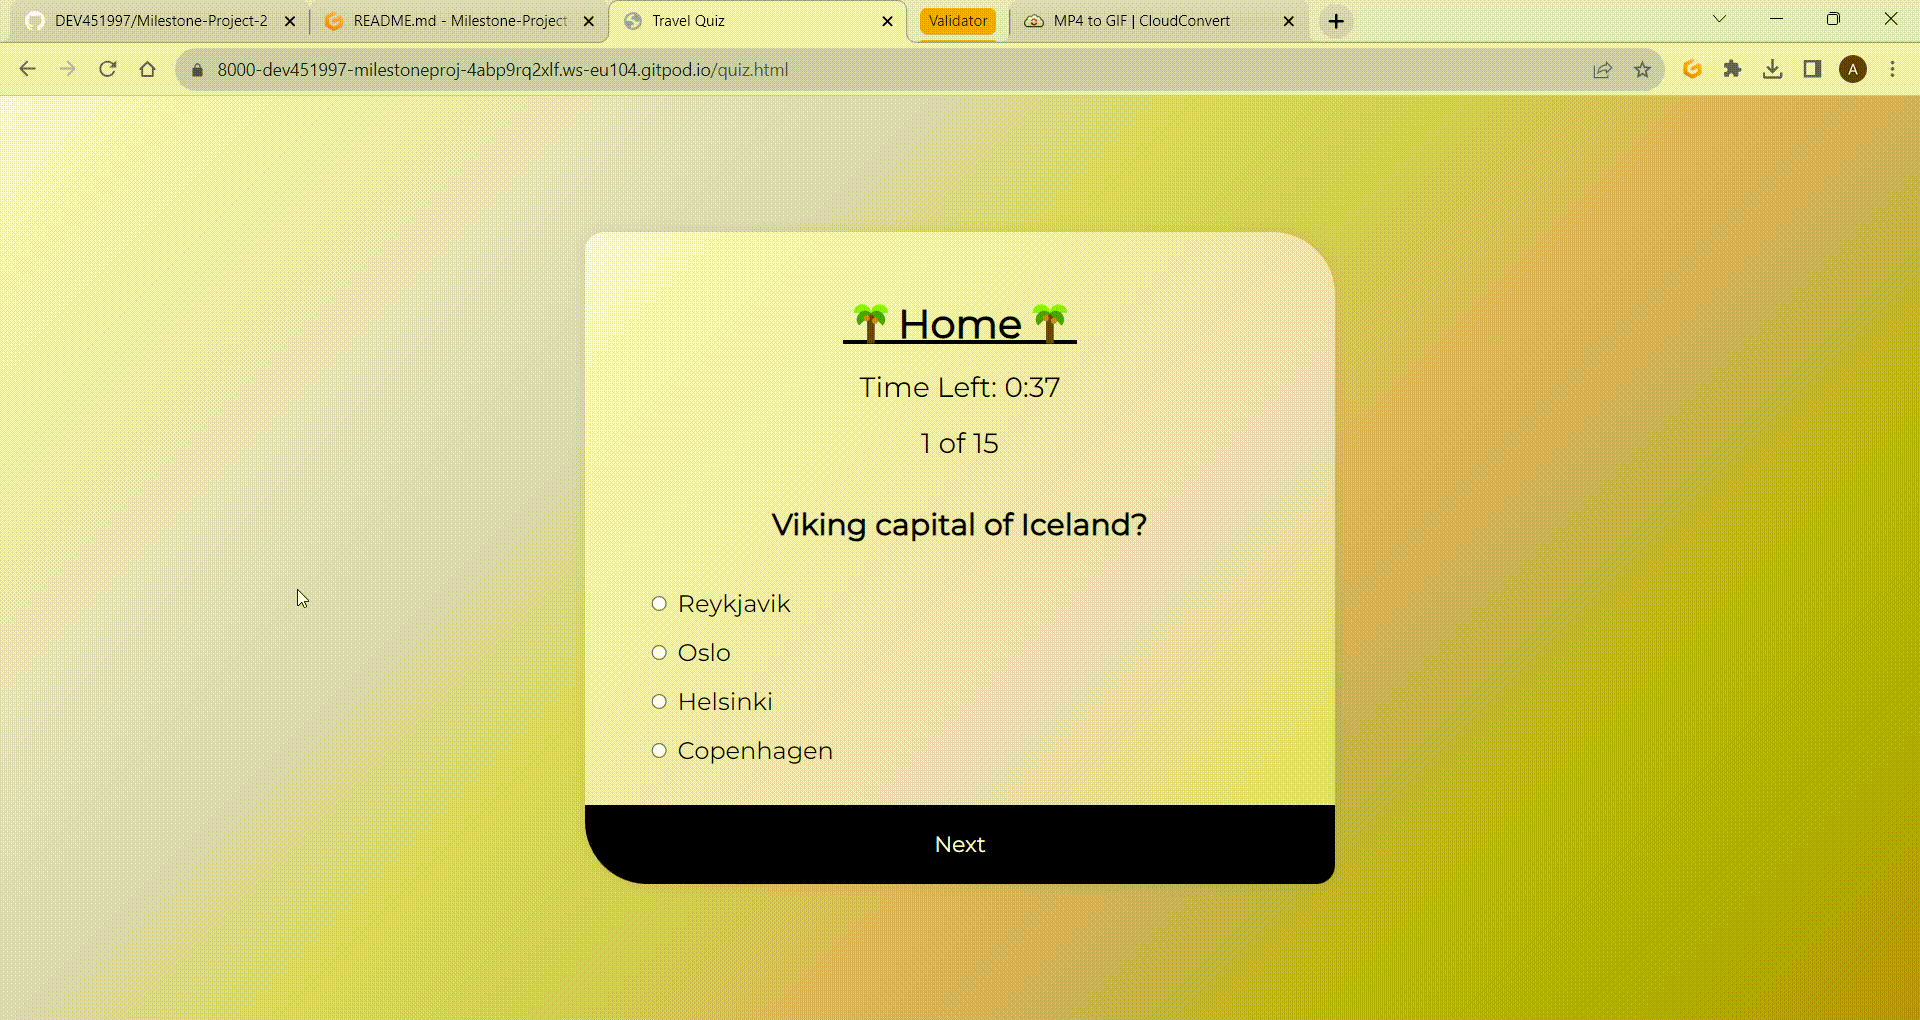 DEV451997/Milestone-Project-2
README.md - Milestone-Project
Travel Quiz
Validator
MP4 to GIF | CloudConvert
8000-dev451997-milestoneproj-4abp9rq2xlf.ws-eu104.gitpod.io/quiz.html
A
🌴 Home 🌴
Time Left: 0:37
1 of 15
Viking capital of Iceland?
Reykjavik
Oslo
Helsinki
Copenhagen
Next